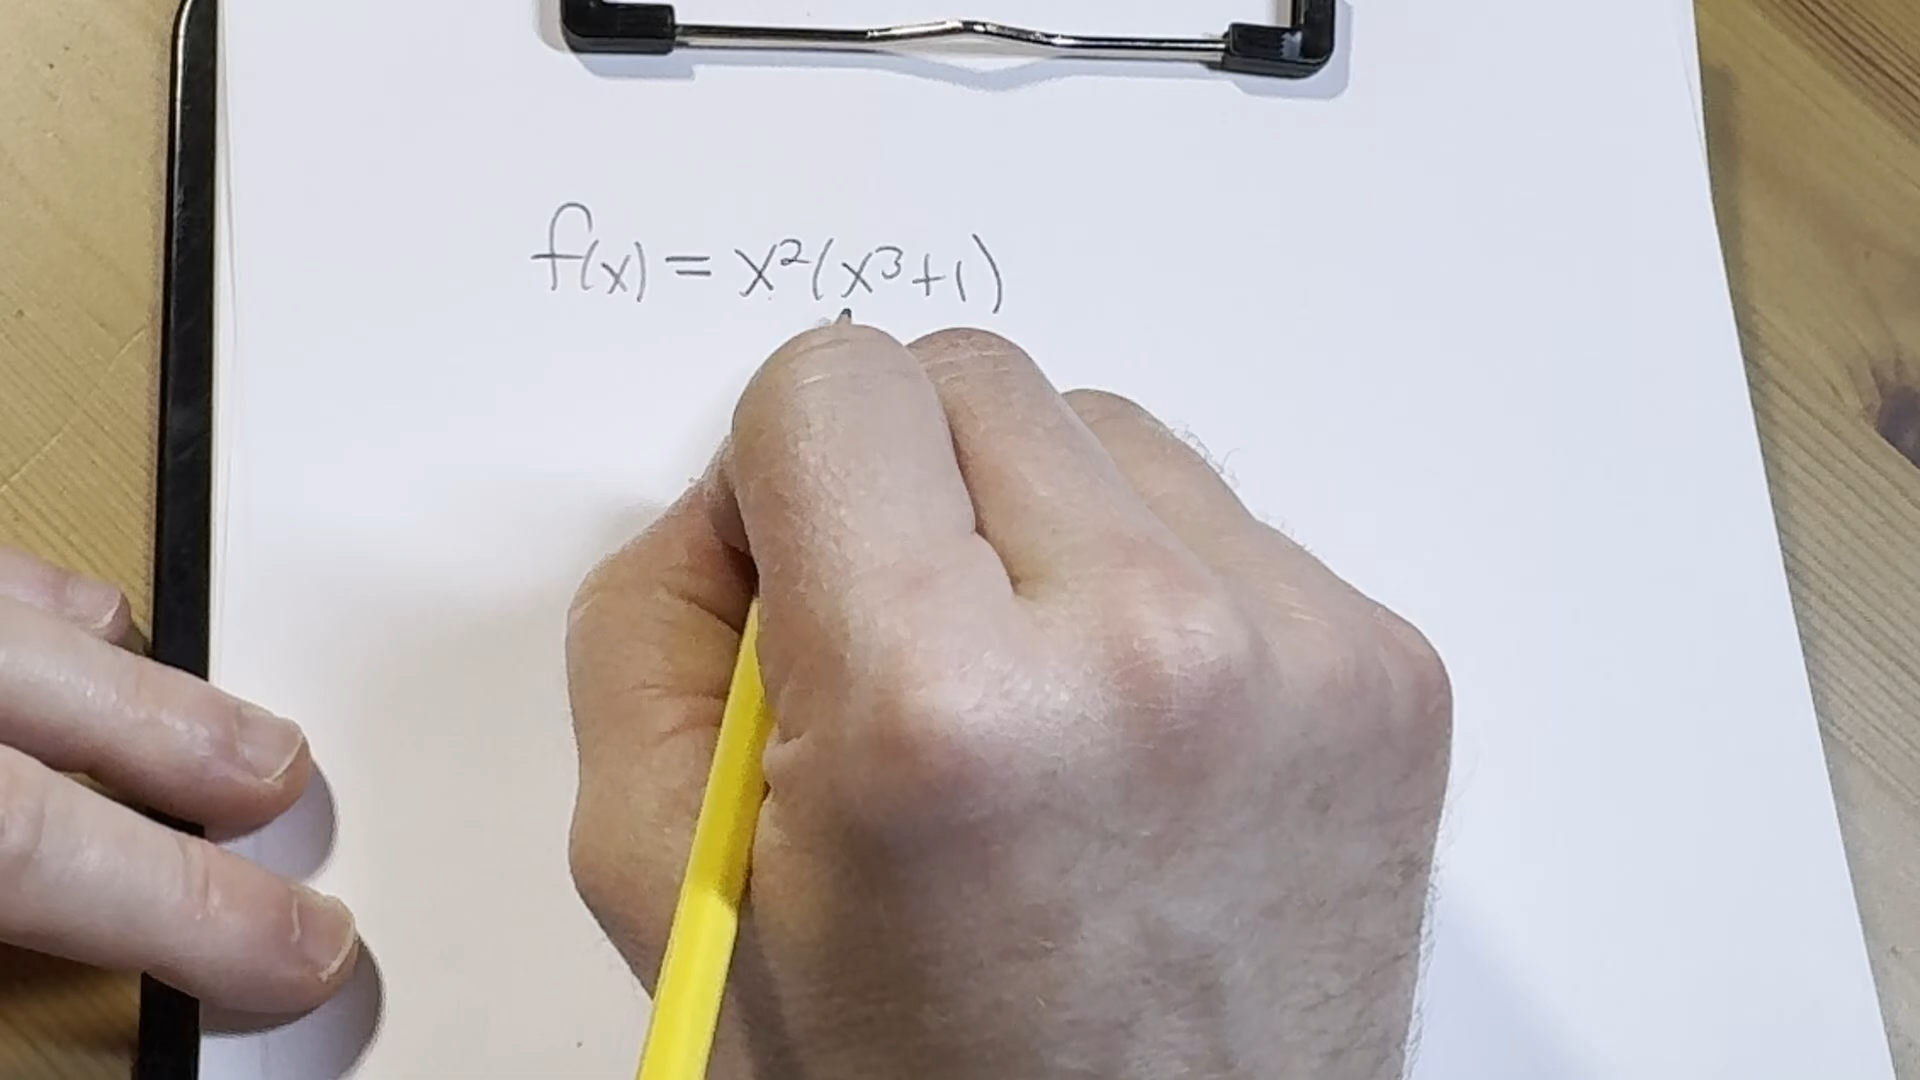 f(x) = x²(x³+1)